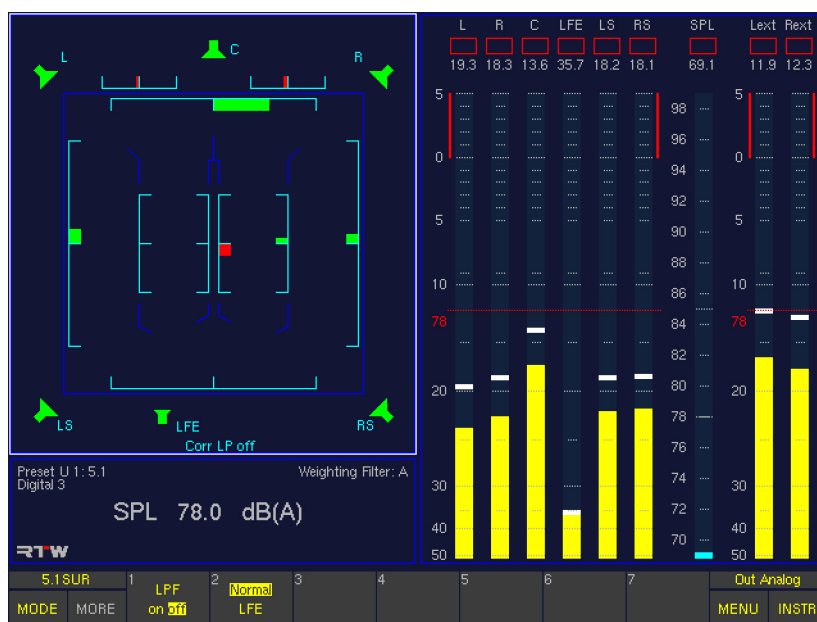 L R C LFE LS RS SPL Lext Rext
19.3 18.3 13.6 35.7 18.2 18.1 69.1 11.9 12.3
C
L
R
LS
LFE
RS
Corr LP off
5
0
5
10
78
20
30
40
50
98
96
94
92
90
88
86
84
82
80
78
76
74
72
70
5
0
5
10
78
20
30
40
50
Preset U 1: 5.1 Weighting Filter: A
Digital 3
SPL 78.0 dB(A)
RTW
5.1SUR 1 2 3 4 5 6 7 Out Analog
LPF Normal
MODE MORE on off LFE MENU INSTR